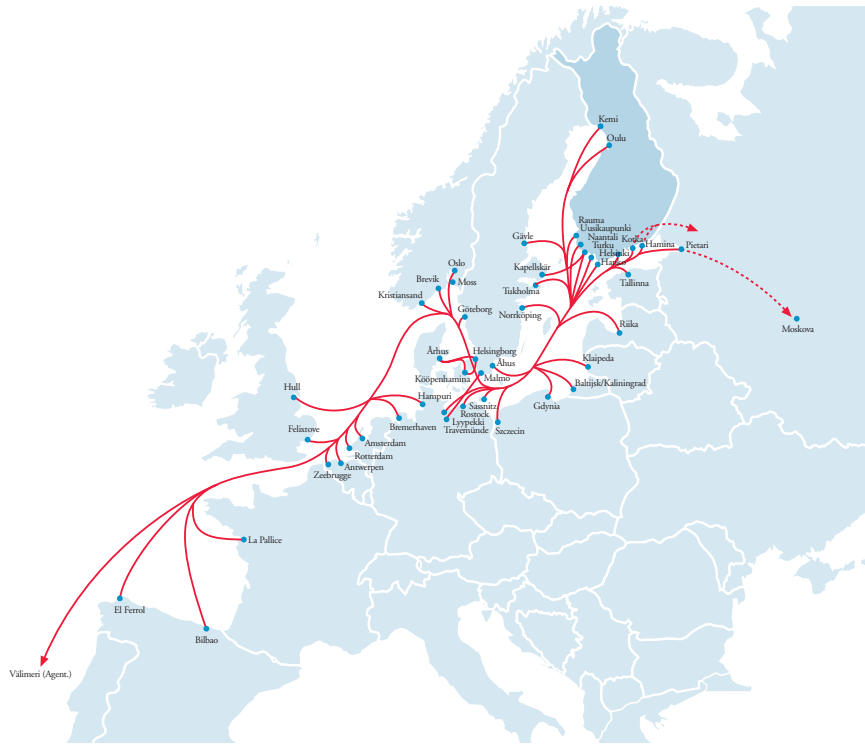 Kemi
Oulu
Rauma
Uusikaupunki
Naantali
Turku
Kotka
Hamina
Pietari
Helsinki
Hanko
Gävle
Kapellskär
Tukholma
Tallinna
Oslo
Brevik
Moss
Kristiansand
Göteborg
Norrköping
Riika
Moskova
Århus
Helsingborg
Åhus
Klaipeda
Kööpenhamina
Malmö
Baltijsk/Kaliningrad
Hull
Hampuri
Sassnitz
Gdynia
Rostock
Bremerhaven
Lyypekki
Travemünde
Szczecin
Felixtove
Amsterdam
Rotterdam
Antwerpen
Zeebrugge
La Pallice
El Ferrol
Bilbao
Välimeri (Agent.)